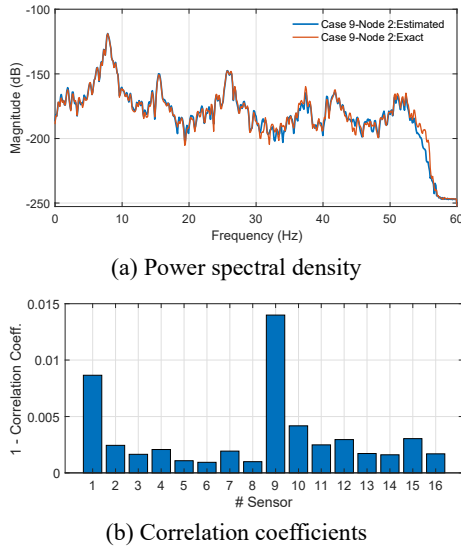 -100
-150
-200
-250
Magnitude (dB)
Case 9-Node 2:Estimated
Case 9-Node 2:Exact
0 10 20 30 40 50 60
Frequency (Hz)
(a) Power spectral density
0.015
0.01
0.005
0
1 - Correlation Coeff.
1 2 3 4 5 6 7 8 9 10 11 12 13 14 15 16
# Sensor
(b) Correlation coefficients